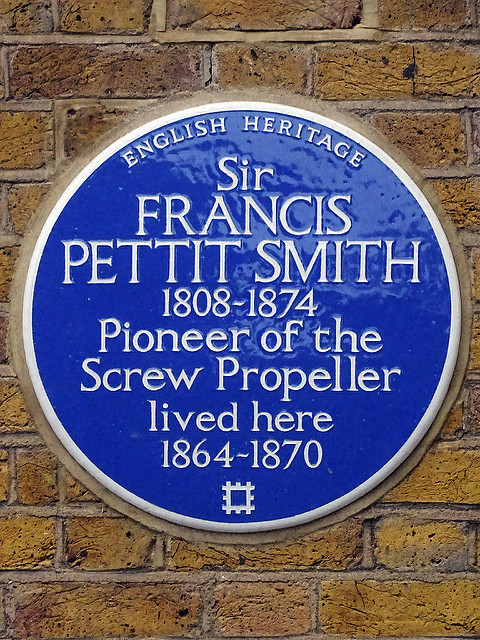 ENGLISH HERITAGE
Sir
FRANCIS
PETTIT SMITH
1808-1874
Pioneer of the
Screw Propeller
lived here
1864-1870